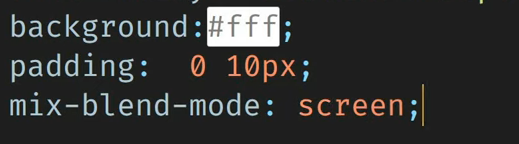 background:#fff;
padding:  0 10px;
mix-blend-mode: screen;